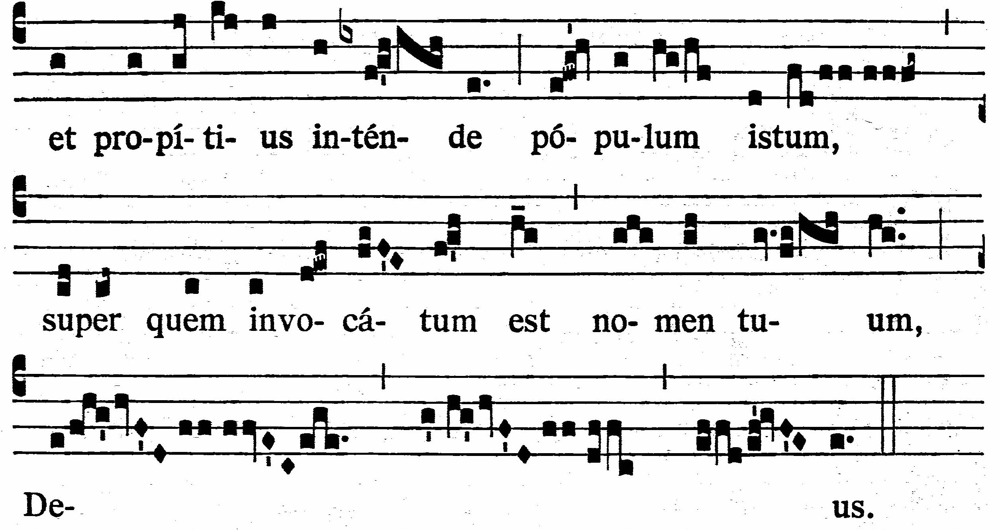 et pro-pí- ti- us in-tén- de pó- pu-lum istum,
super quem invo- cá- tum est no- men tu- um,
De- us.